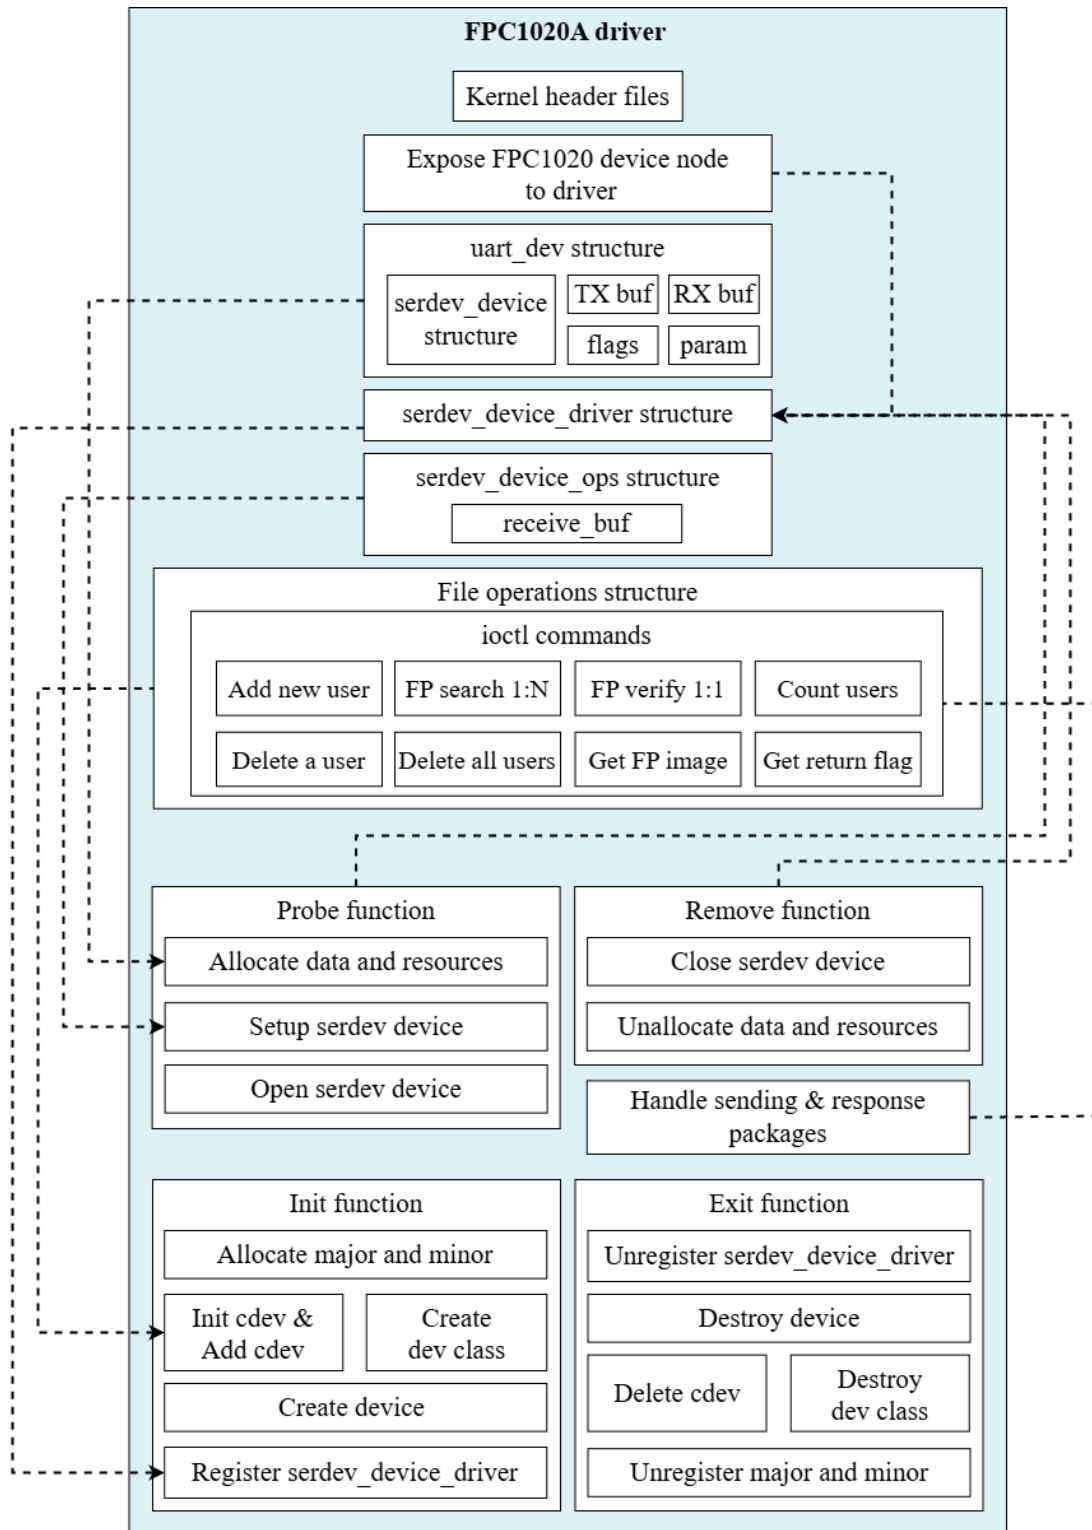 FPC1020A driver
Kernel header files
Expose FPC1020 device node
to driver
uart_dev structure
serdev_device
structure
TX buf
RX buf
flags
param
serdev_device_driver structure
serdev_device_ops structure
receive_buf
File operations structure
ioctl commands
Add new user
FP search 1:N
FP verify 1:1
Count users
Delete a user
Delete all users
Get FP image
Get return flag
Probe function
Allocate data and resources
Setup serdev device
Open serdev device
Remove function
Close serdev device
Unallocate data and resources
Handle sending & response
packages
Init function
Allocate major and minor
Init cdev &
Add cdev
Create
dev class
Create device
Register serdev_device_driver
Exit function
Unregister serdev_device_driver
Destroy device
Delete cdev
Destroy
dev class
Unregister major and minor